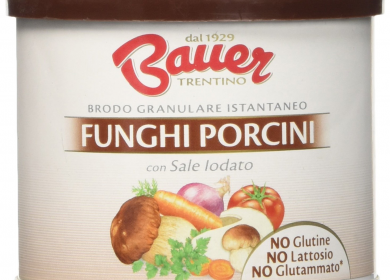 dal 1929
Bauer
TRENTINO
BRODO GRANULARE ISTANTANEO
FUNGHI PORCINI
con Sale Iodato
NO Glutine
NO Lattosio
NO Glutammato*